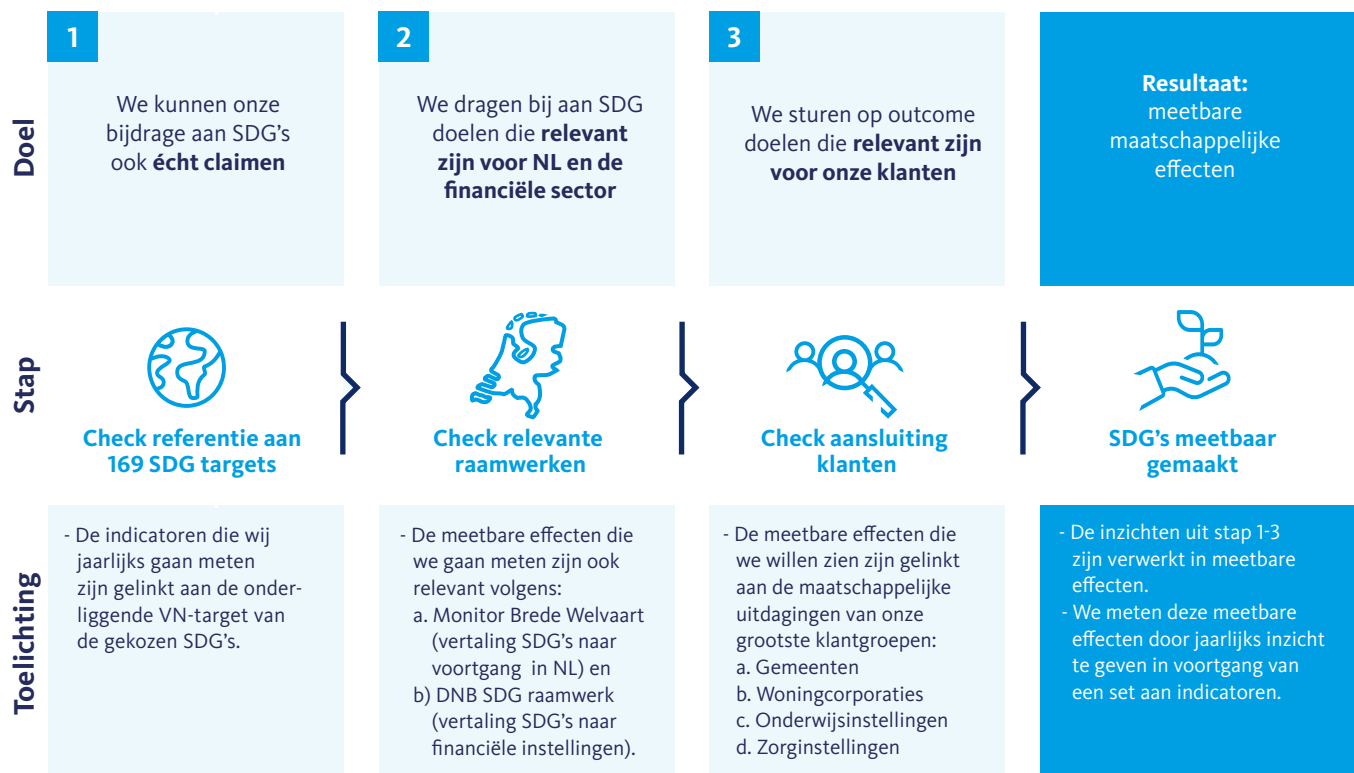 Doel
1
We kunnen onze
bijdrage aan SDG's
ook écht claimen
2
We dragen bij aan SDG
doelen die relevant
zijn voor NL en de
financiële sector
3
We sturen op outcome
doelen die relevant zijn
voor onze klanten
Resultaat:
meetbare
maatschappelijke
effecten
Stap
Check referentie aan
169 SDG targets
Check relevante
raamwerken
Check aansluiting
klanten
SDG's meetbaar
gemaakt
Toelichting
- De indicatoren die wij
jaarlijks gaan meten
zijn gelinkt aan de onder-
liggende VN-target van
de gekozen SDG's.
- De meetbare effecten die
we gaan meten zijn ook
relevant volgens:
a. Monitor Brede Welvaart
(vertaling SDG's naar
voortgang in NL) en
b) DNB SDG raamwerk
(vertaling SDG's naar
financiële instellingen).
- De meetbare effecten die
we willen zien zijn gelinkt
aan de maatschappelijke
uitdagingen van onze
grootste klantgroepen:
a. Gemeenten
b. Woningcorporaties
c. Onderwijsinstellingen
d. Zorginstellingen
- De inzichten uit stap 1-3
zijn verwerkt in meetbare
effecten.
- We meten deze meetbare
effecten door jaarlijks inzicht
te geven in voortgang van
een set aan indicatoren.